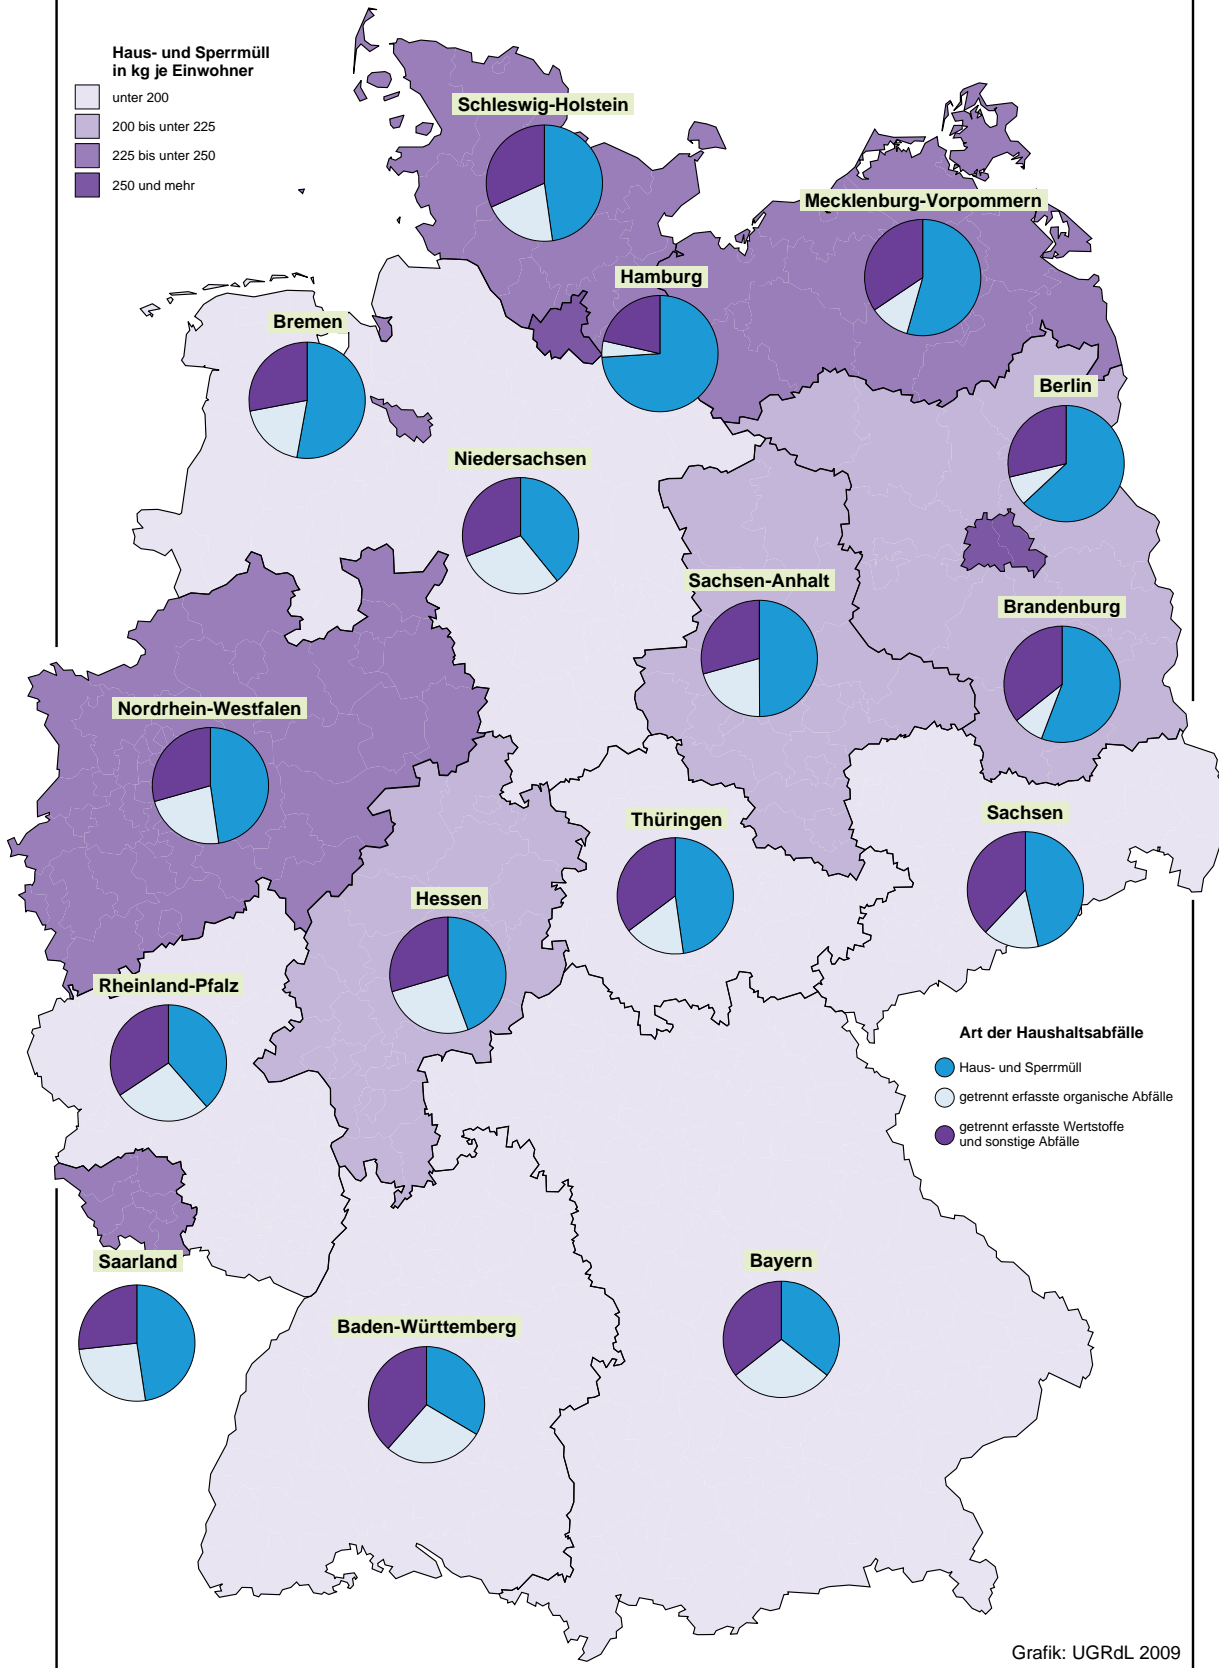 Haus- und Sperrmüll
in kg je Einwohner
unter 200
200 bis unter 225
225 bis unter 250
250 und mehr
Schleswig-Holstein
Mecklenburg-Vorpommern
Hamburg
Bremen
Berlin
Niedersachsen
Sachsen-Anhalt
Brandenburg
Nordrhein-Westfalen
Thüringen
Sachsen
Hessen
Rheinland-Pfalz
Art der Haushaltsabfälle
Haus- und Sperrmüll
getrennt erfasste organische Abfälle
getrennt erfasste Wertstoffe
und sonstige Abfälle
Saarland
Bayern
Baden-Württemberg
Grafik: UGRdL 2009